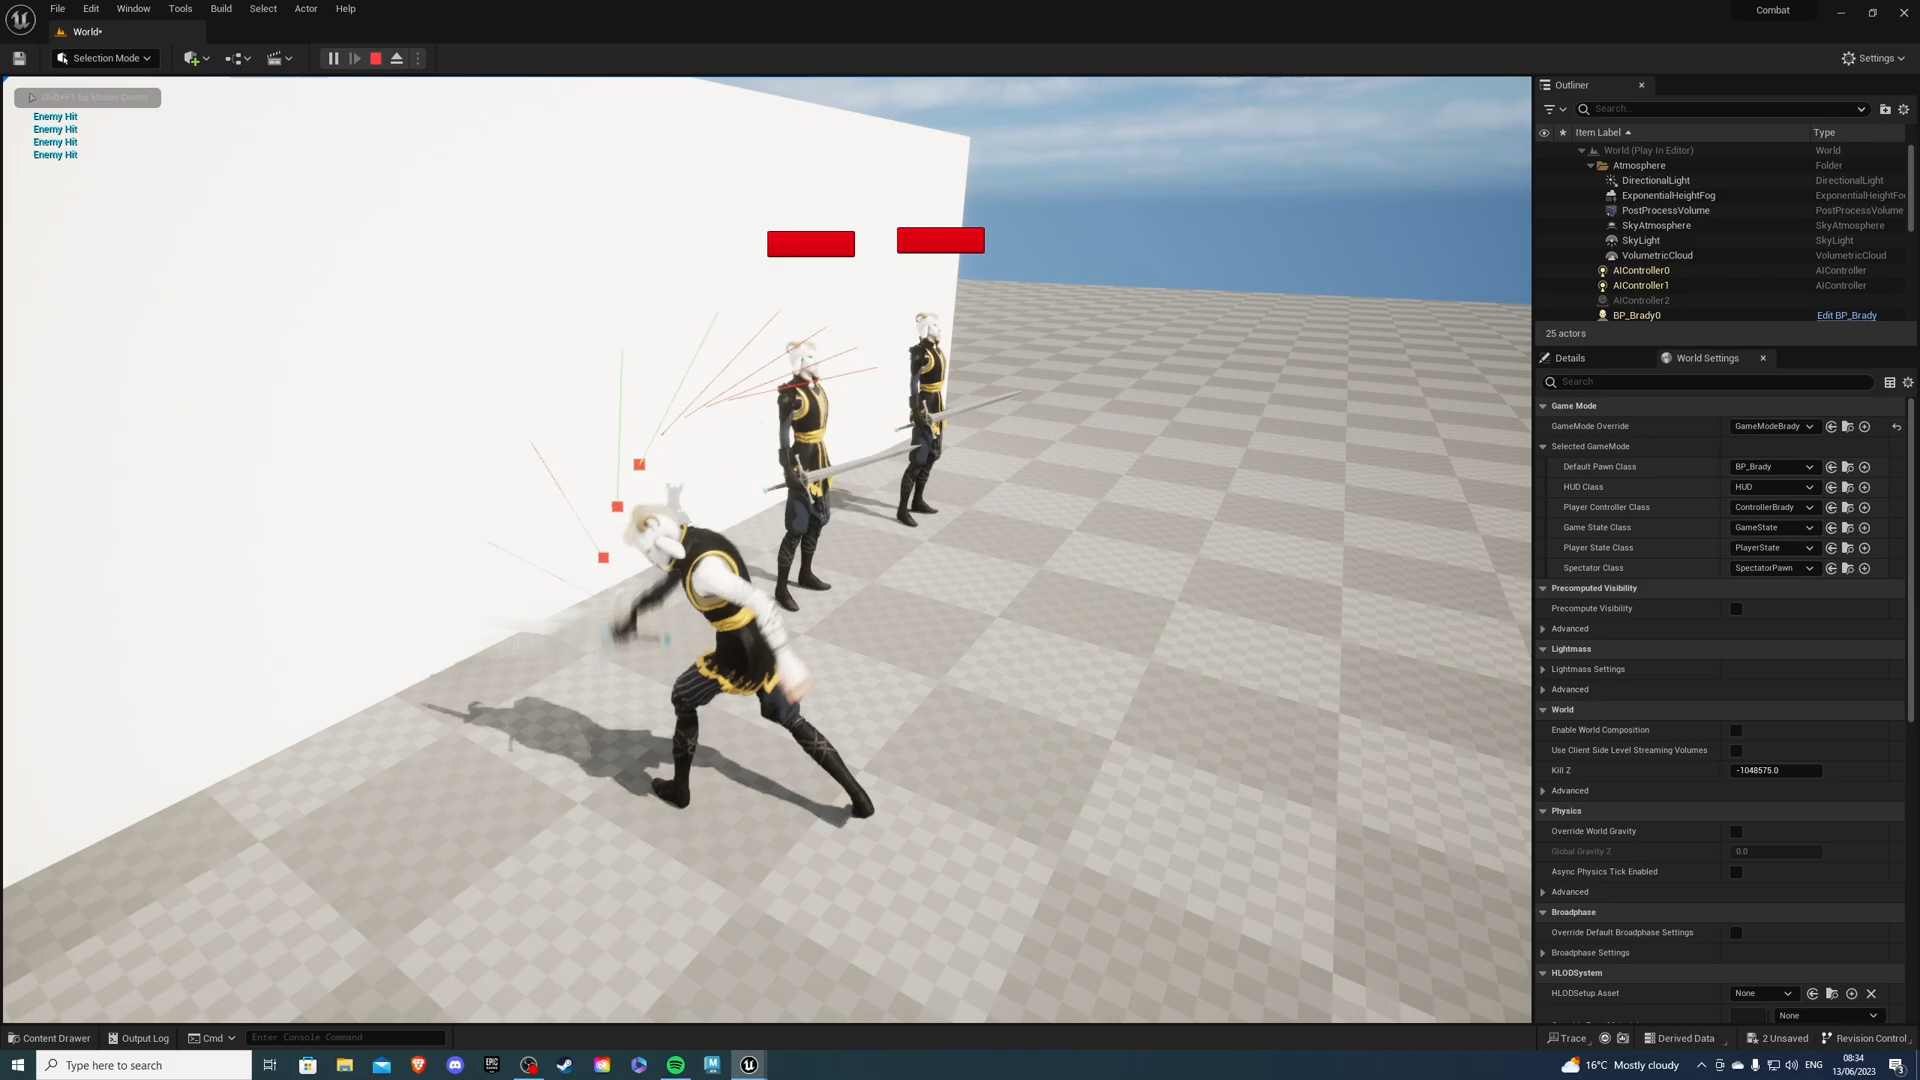 File Edit Window Tools Build Select Actor Help
Combat
World•
Selection Mode
Settings
Shift+F1 for Mouse Cursor
Enemy Hit
Enemy Hit
Enemy Hit
Enemy Hit
Outliner
Search...
Item Label Type
World (Play In Editor) World
Atmosphere Folder
DirectionalLight DirectionalLight
ExponentialHeightFog ExponentialHeightFo
PostProcessVolume PostProcessVolume
SkyAtmosphere SkyAtmosphere
SkyLight SkyLight
VolumetricCloud VolumetricCloud
AIController0 AIController
AIController1 AIController
AIController2
BP_Brady0 Edit BP_Brady
25 actors
Details World Settings
Search
Game Mode
GameMode Override GameModeBrady
Selected GameMode
Default Pawn Class BP_Brady
HUD Class HUD
Player Controller Class ControllerBrady
Game State Class GameState
Player State Class PlayerState
Spectator Class SpectatorPawn
Precomputed Visibility
Precompute Visibility
Advanced
Lightmass
Lightmass Settings
Advanced
World
Enable World Composition
Use Client Side Level Streaming Volumes
Kill Z -1048575.0
Advanced
Physics
Override World Gravity
Global Gravity Z 0.0
Async Physics Tick Enabled
Advanced
Broadphase
Override Default Broadphase Settings
Broadphase Settings
HLODSystem
HLODSetup Asset None
None
Content Drawer Output Log Cmd Enter Console Command
Trace Derived Data 2 Unsaved Revision Control
Type here to search
EPIC
16°C Mostly cloudy
ENG
08:34
13/06/2023
3